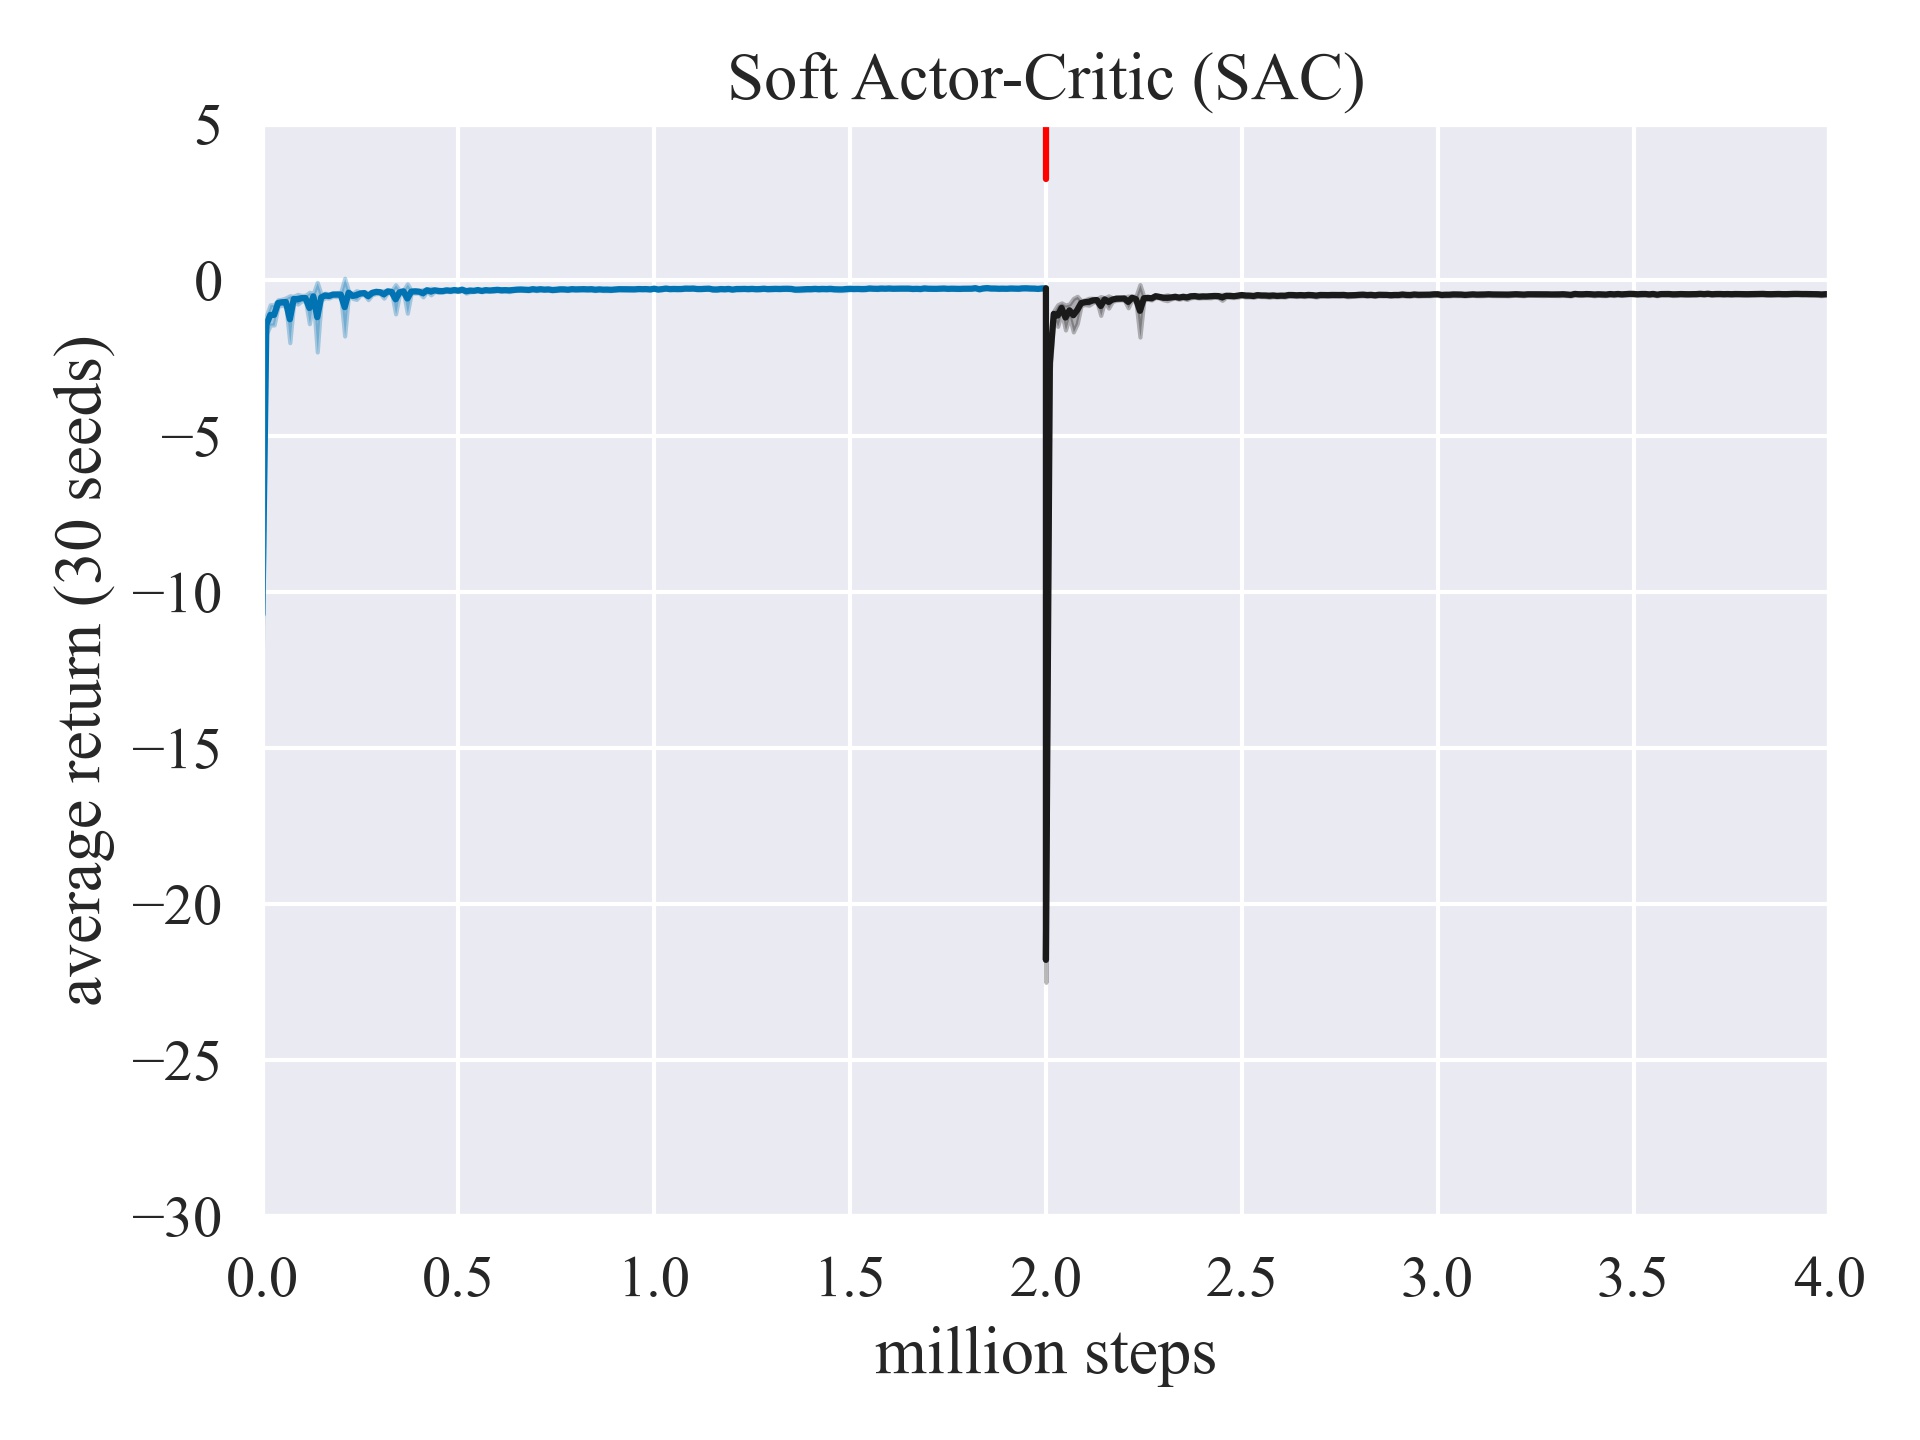 Soft Actor-Critic (SAC)
5
0
−5
−10
−15
−20
−25
−30
average return (30 seeds)
0.0 0.5 1.0 1.5 2.0 2.5 3.0 3.5 4.0
million steps